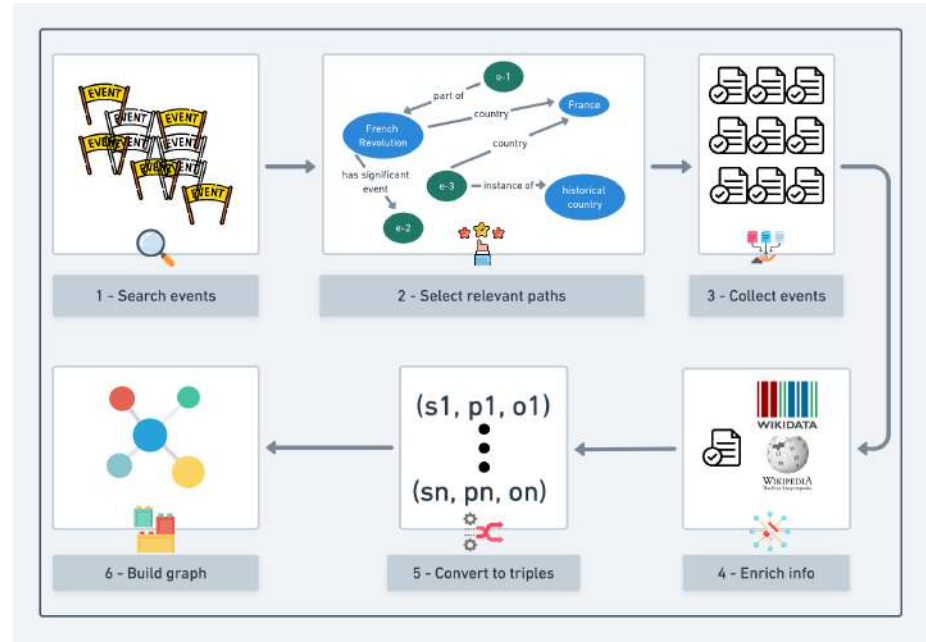 EVENT
EVENT
EVENT
EVENT
EVENT
EVENT
EVENT
e-1
part of
France
country
French
Revolution
country
has significant
event
e-3
instance of
historical
country
e-2
1 - Search events
2 - Select relevant paths
3 - Collect events
(s1, p1, o1)
(sn, pn, on)
WIKIDATA
WIKIPEDIA
The Free Encyclopedia
6 - Build graph
5 - Convert to triples
4 - Enrich info